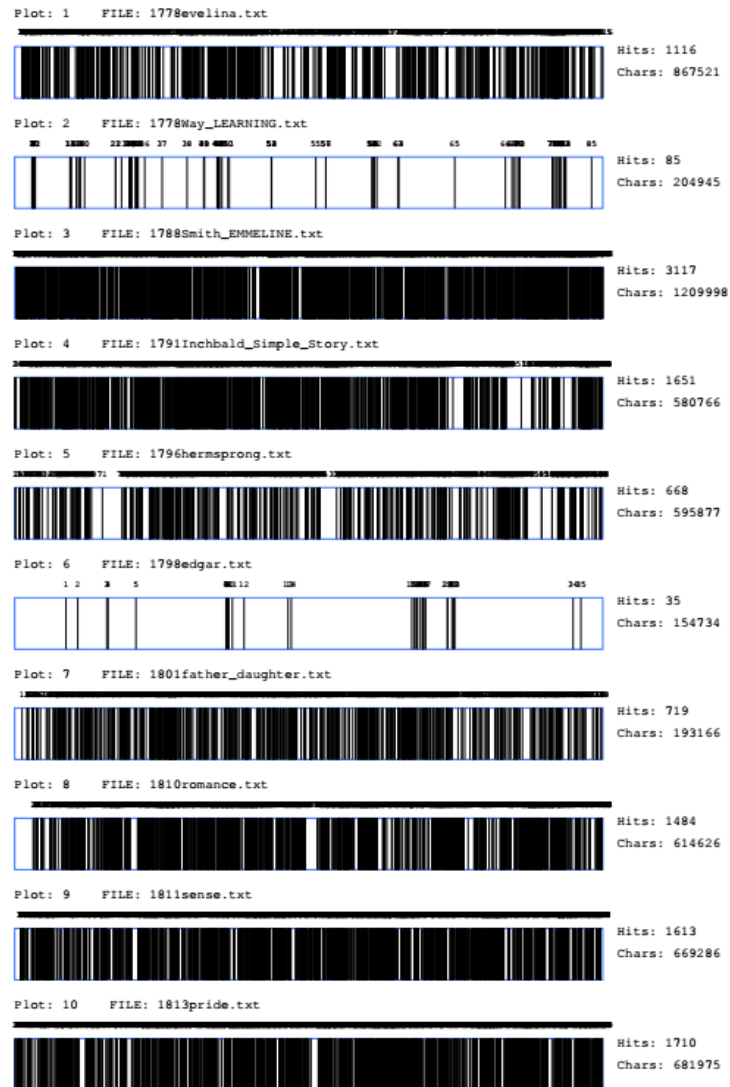 Plot: 1 FILE: 1778evelina.txt
Hits: 1116
Chars: 867521
Plot: 2 FILE: 1778Way_LEARNING.txt
37 38 65 85
Hits: 85
Chars: 204945
Plot: 3 FILE: 1788Smith_EMMELINE.txt
Hits: 3117
Chars: 1209998
Plot: 4 FILE: 1791Inchbald_Simple_Story.txt
Hits: 1651
Chars: 580766
Plot: 5 FILE: 1796hermsprong.txt
Hits: 668
Chars: 595877
Plot: 6 FILE: 1798edgar.txt
1 2 5 12
Hits: 35
Chars: 154734
Plot: 7 FILE: 1801father_daughter.txt
Hits: 719
Chars: 193166
Plot: 8 FILE: 1810romance.txt
Hits: 1484
Chars: 614626
Plot: 9 FILE: 1811sense.txt
Hits: 1613
Chars: 669286
Plot: 10 FILE: 1813pride.txt
Hits: 1710
Chars: 681975